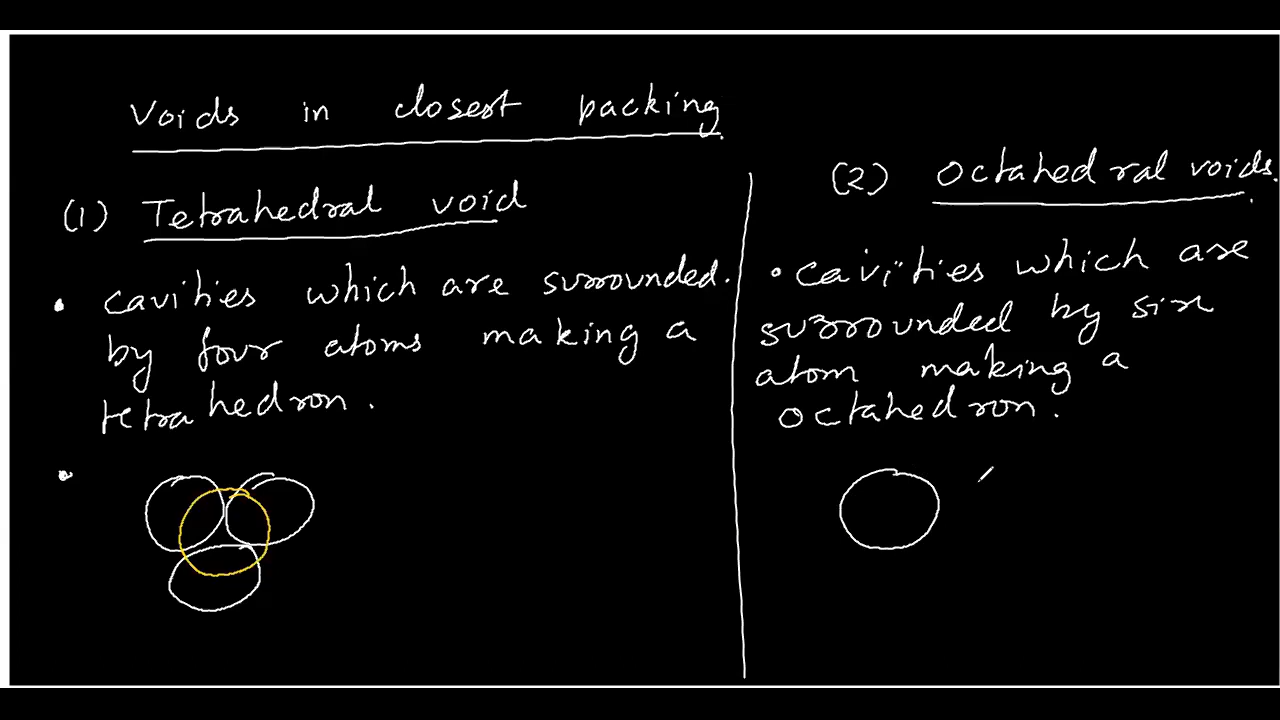 Voids in closest packing.
(1) Tetrahedral void
• cavities which are surrounded.
by four atoms making a
tetrahedron.
•
(2) Octahedral voids.
• cavities which are
surrounded by six
atom making a
octahedron.